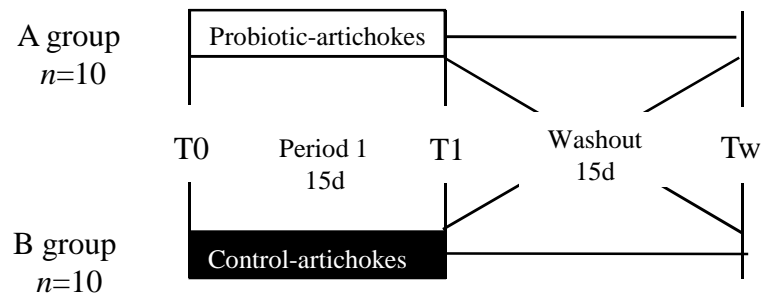 A group
n=10
Probiotic-artichokes
T0
Period 1
15d
T1
Washout
15d
Tw
B group
n=10
Control-artichokes